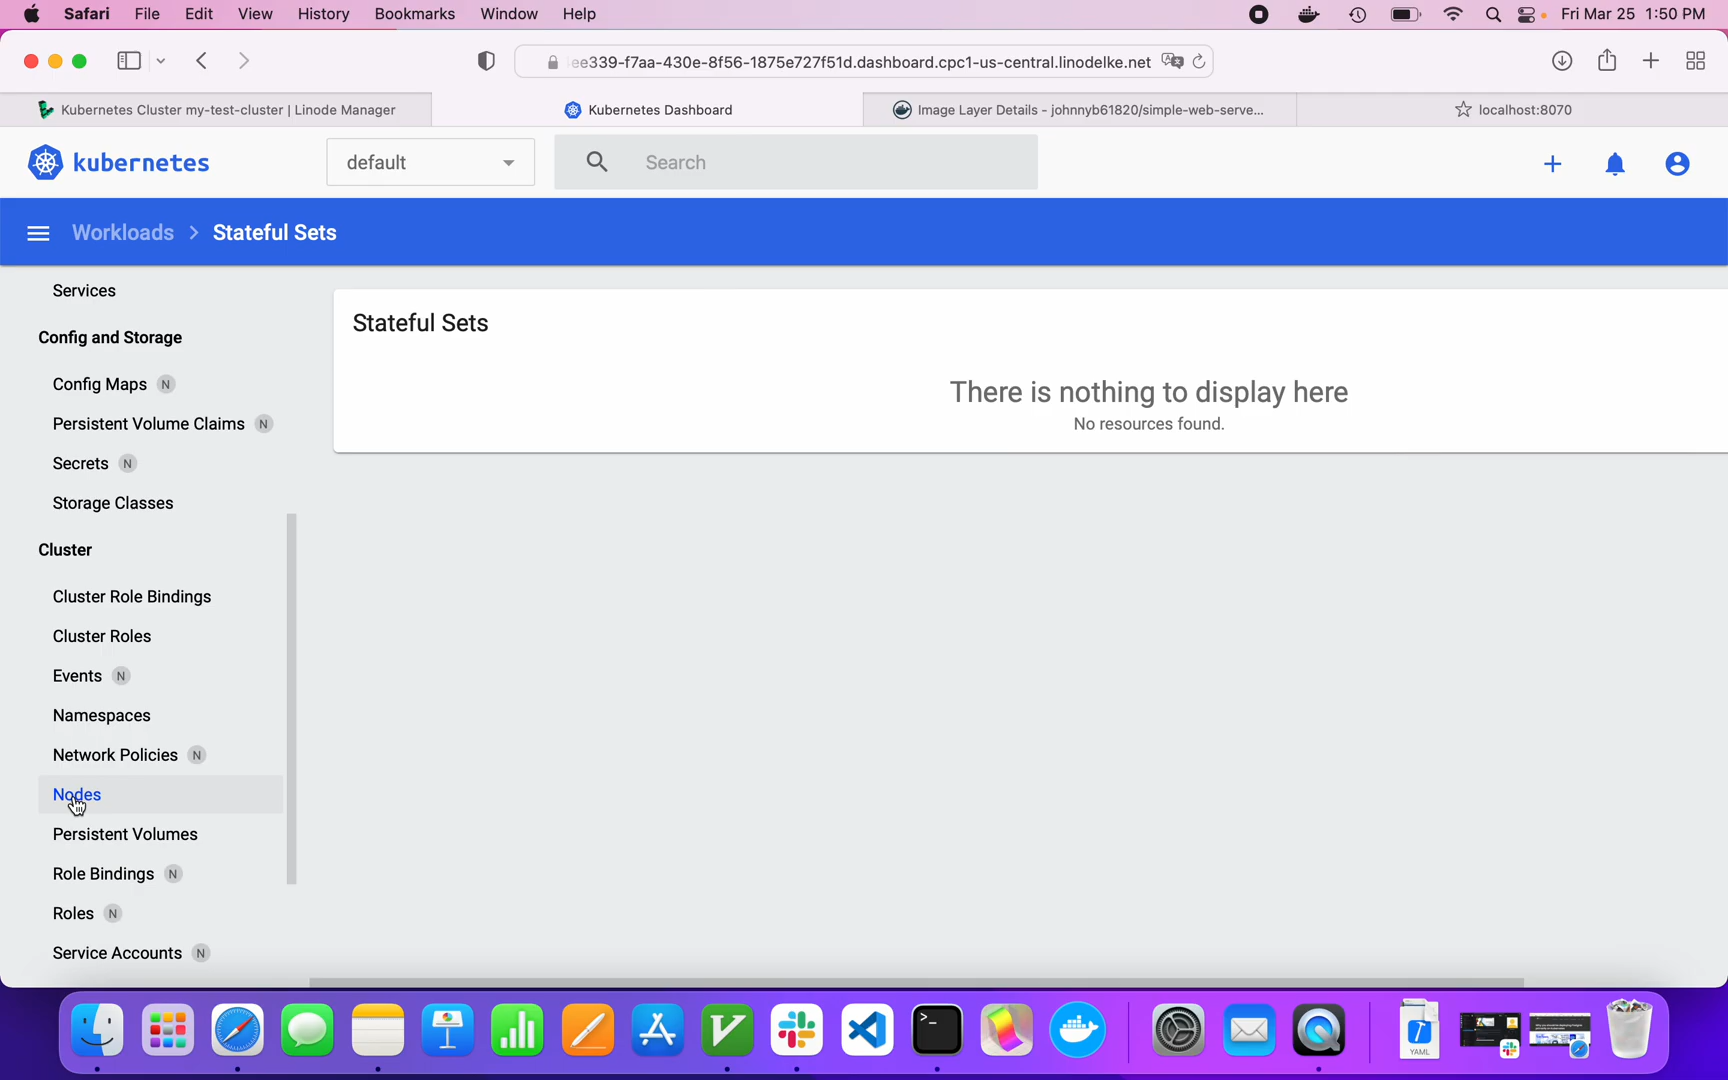 Safari File Edit View History Bookmarks Window Help Fri Mar 25 1:50 PM
ee339-f7aa-430e-8f56-1875e727f51d.dashboard.cpc1-us-central.linodelke.net
Kubernetes Cluster my-test-cluster | Linode Manager
Kubernetes Dashboard
Image Layer Details - johnnyb61820/simple-web-serve...
localhost:8070
kubernetes
default
Search
Workloads > Stateful Sets
Services
Config and Storage
Config Maps N
Persistent Volume Claims N
Secrets N
Storage Classes
Cluster
Cluster Role Bindings
Cluster Roles
Events N
Namespaces
Network Policies N
Nodes
Persistent Volumes
Role Bindings N
Roles N
Service Accounts N
Stateful Sets
There is nothing to display here
No resources found.
YAML